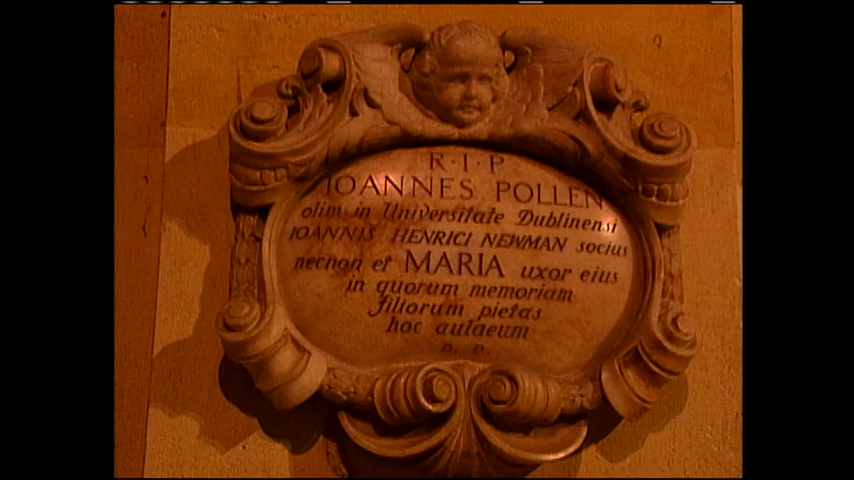 R·I·P
IOANNES POLLEN
olim in Universitate Dublinensi
IOANNIS HENRICI NEWMAN socius
necnon et MARIA uxor eius
in quorum memoriam
filiorum pietas
hoc aulaeum
D. D.